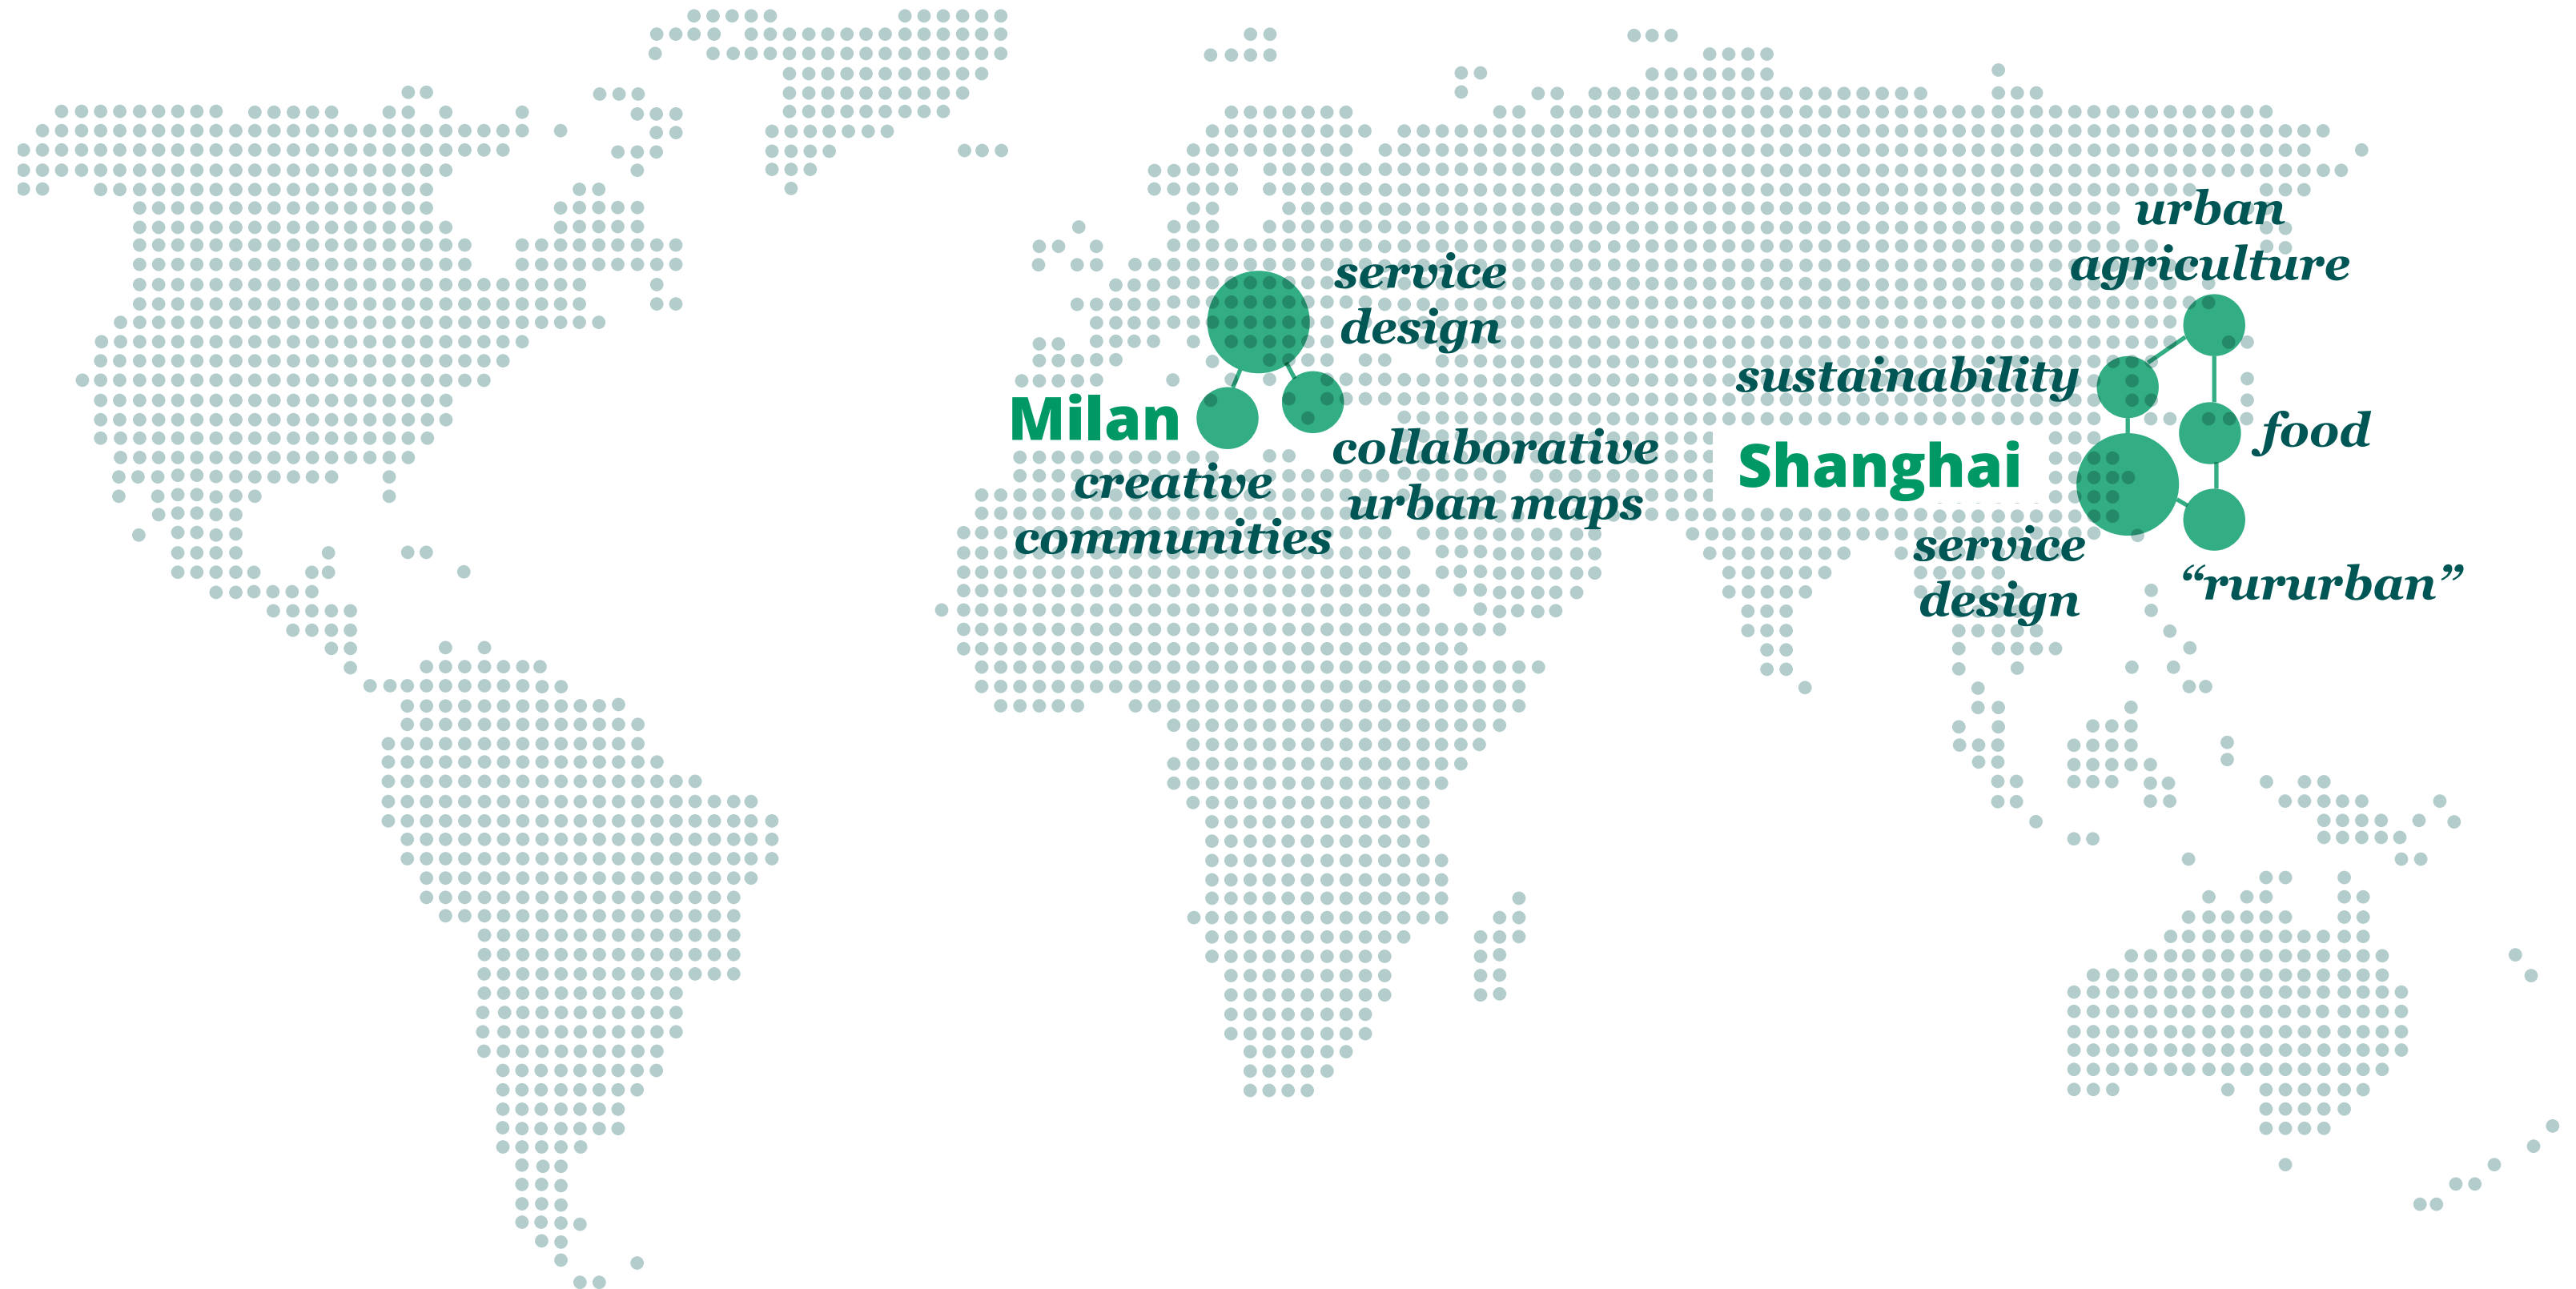 service
design
Milan
creative
communities
collaborative
urban maps
urban
agriculture
sustainability
food
Shanghai
service
design
“rururban”